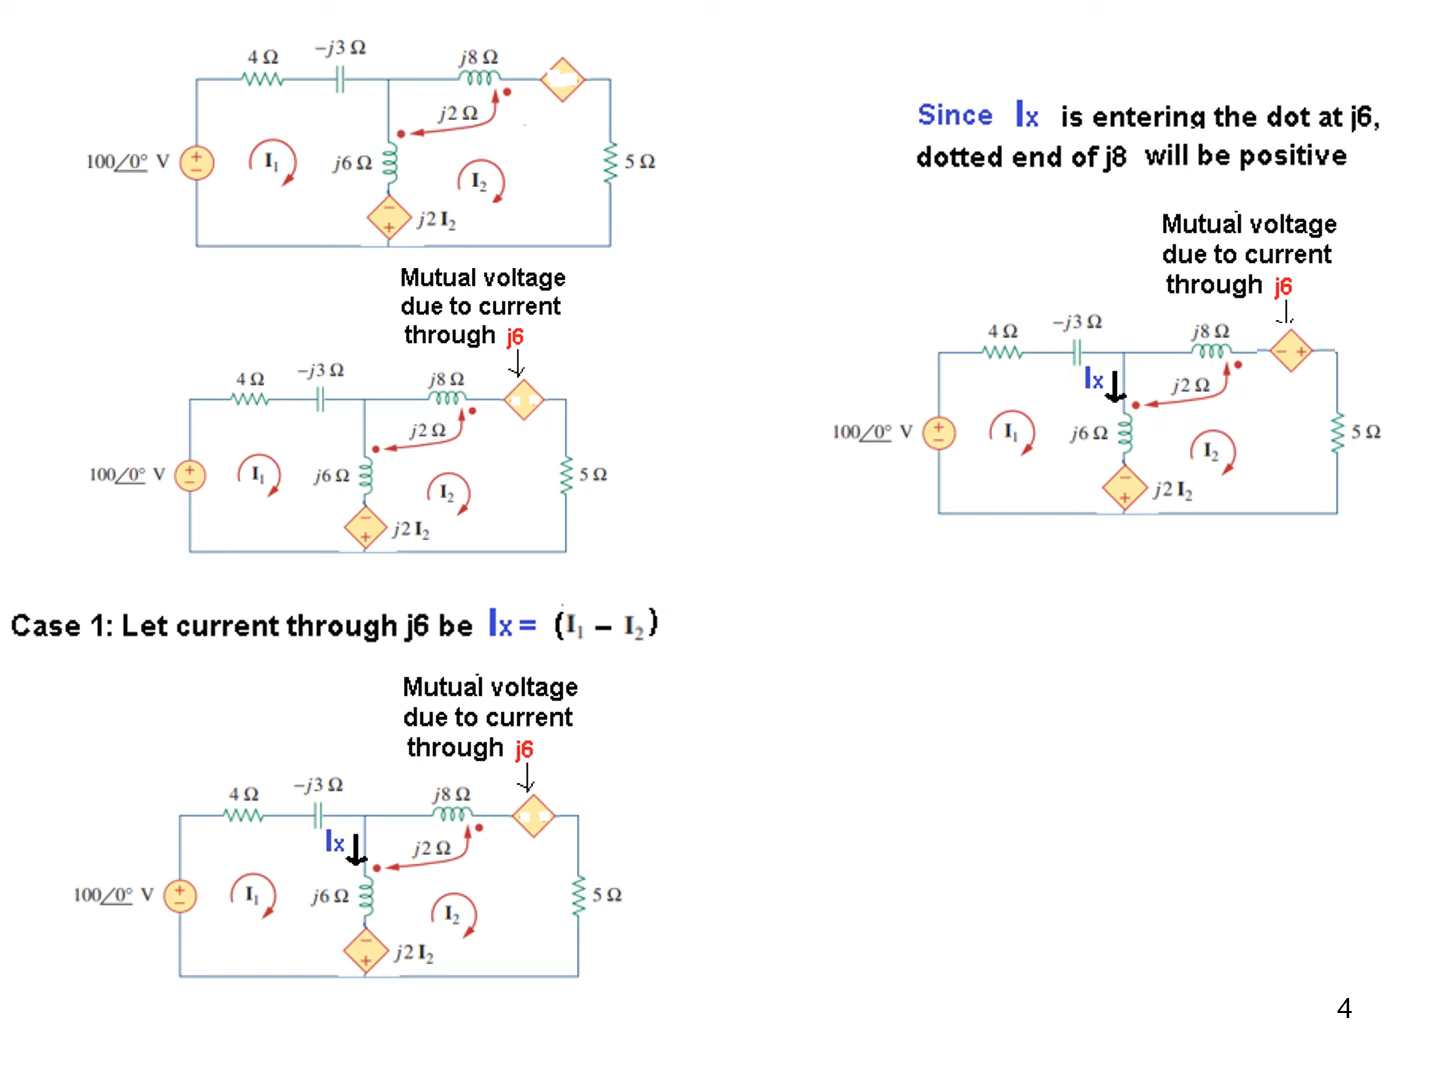 4 Ω
−j3 Ω
j8 Ω
j2 Ω
100/0° V
+
−
I1
j6 Ω
I2
5 Ω
−
+
j2 I2
Mutual voltage
due to current
through j6
4 Ω
−j3 Ω
j8 Ω
j2 Ω
100/0° V
+
−
I1
j6 Ω
I2
5 Ω
−
+
j2 I2
Case 1: Let current through j6 be Ix = (I1 − I2)
Mutual voltage
due to current
through j6
4 Ω
−j3 Ω
j8 Ω
Ix
j2 Ω
100/0° V
+
−
I1
j6 Ω
I2
5 Ω
−
+
j2 I2
Since Ix is entering the dot at j6,
dotted end of j8 will be positive
Mutual voltage
due to current
through j6
4 Ω
−j3 Ω
j8 Ω
− +
Ix
j2 Ω
100/0° V
+
−
I1
j6 Ω
I2
5 Ω
−
+
j2 I2
4